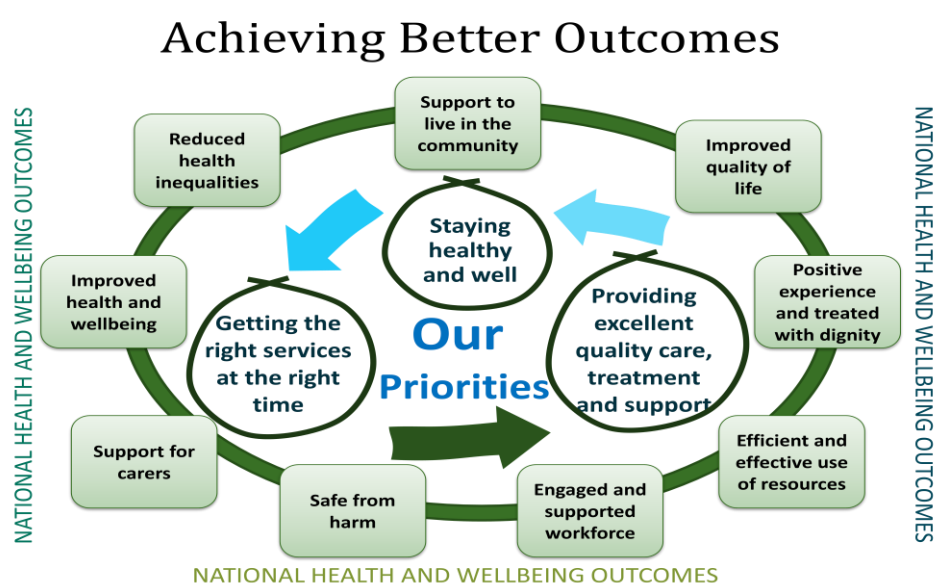 Achieving Better Outcomes
NATIONAL HEALTH AND WELLBEING OUTCOMES
NATIONAL HEALTH AND WELLBEING OUTCOMES
Support to
live in the
community
Reduced
health
inequalities
Improved
quality of
life
Improved
health and
wellbeing
Positive
experience
and treated
with dignity
Staying
healthy
and well
Getting the
right services
at the right
time
Our
Priorities
Providing
excellent
quality care,
treatment
and support
Support for
carers
Efficient and
effective use
of resources
Safe from
harm
Engaged and
supported
workforce
NATIONAL HEALTH AND WELLBEING OUTCOMES